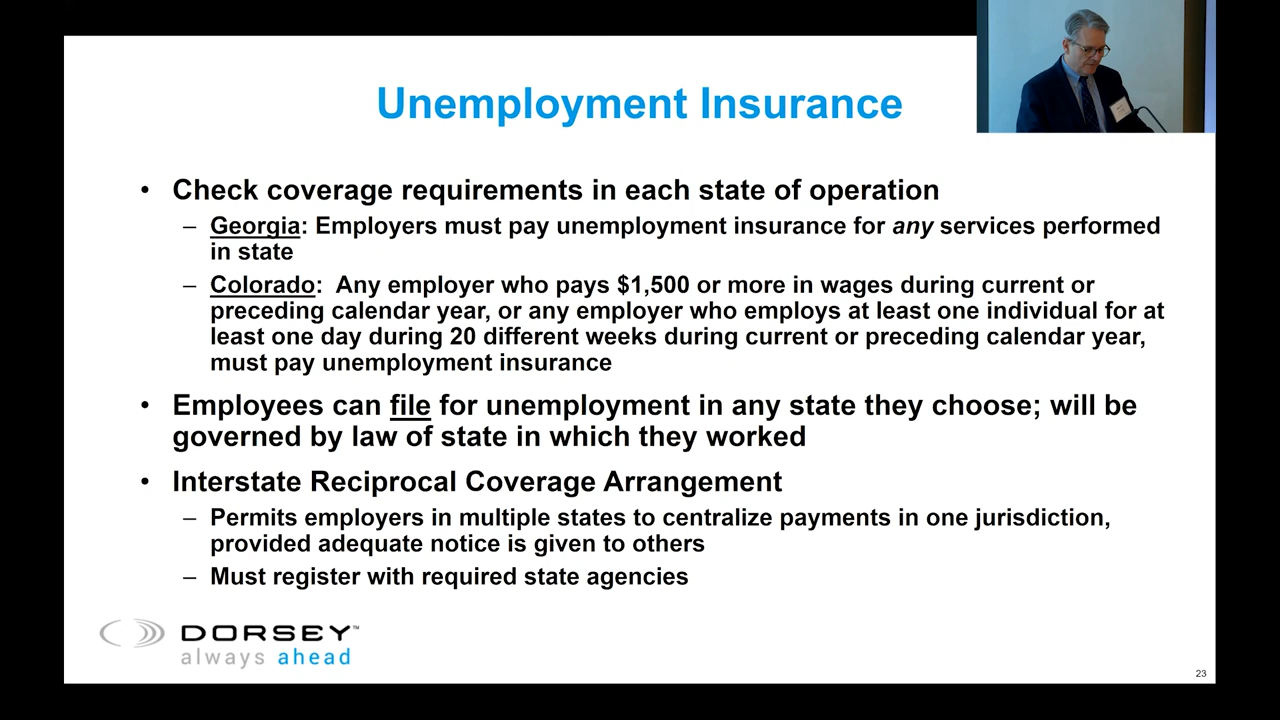 Unemployment Insurance
• Check coverage requirements in each state of operation
– Georgia: Employers must pay unemployment insurance for any services performed
in state
– Colorado: Any employer who pays $1,500 or more in wages during current or
preceding calendar year, or any employer who employs at least one individual for at
least one day during 20 different weeks during current or preceding calendar year,
must pay unemployment insurance
• Employees can file for unemployment in any state they choose; will be
governed by law of state in which they worked
• Interstate Reciprocal Coverage Arrangement
– Permits employers in multiple states to centralize payments in one jurisdiction,
provided adequate notice is given to others
– Must register with required state agencies
DORSEY™
always ahead
23